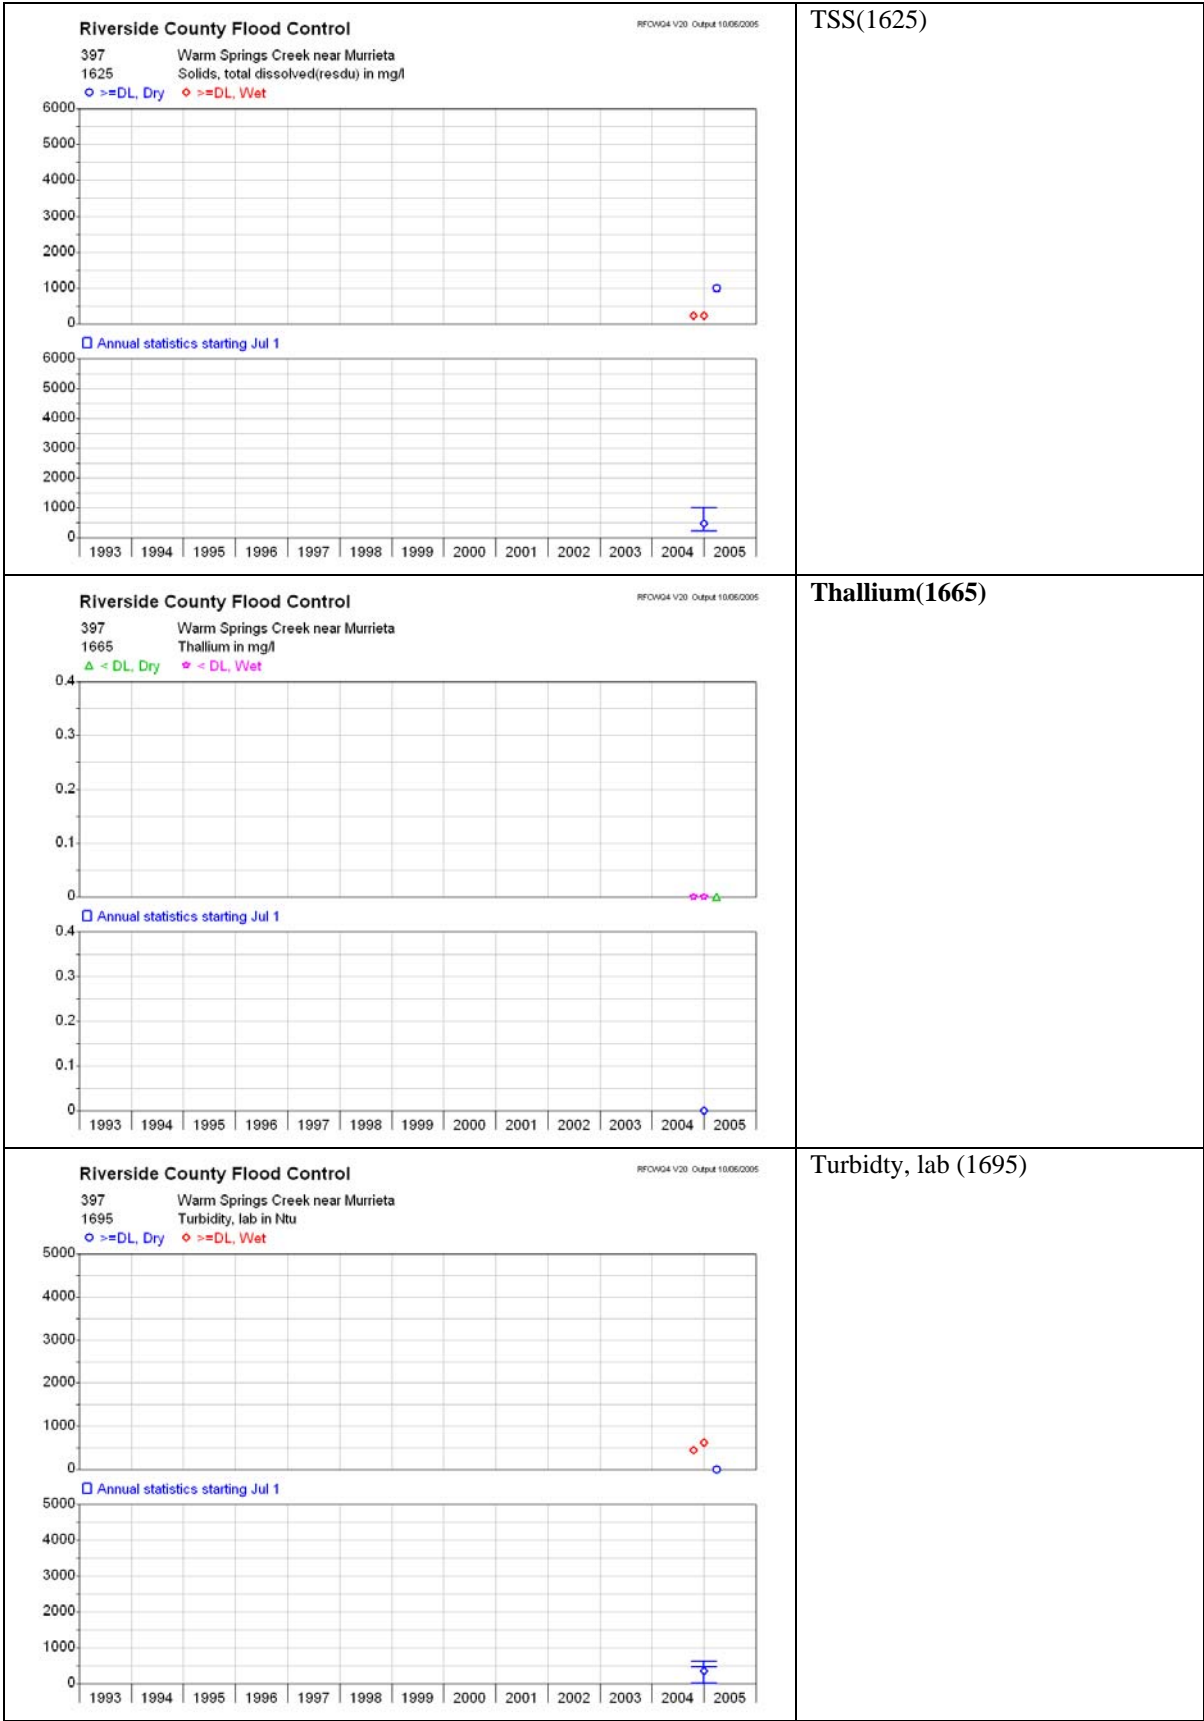 Riverside County Flood Control
RFCWQ4 V20 Output 10/06/2005
397 Warm Springs Creek near Murrieta
1625 Solids, total dissolved(resdu) in mg/l
>=DL, Dry >=DL, Wet
6000
5000
4000
3000
2000
1000
0
Annual statistics starting Jul 1
6000
5000
4000
3000
2000
1000
0
1993 1994 1995 1996 1997 1998 1999 2000 2001 2002 2003 2004 2005
TSS(1625)
Riverside County Flood Control
RFCWQ4 V20 Output 10/06/2005
397 Warm Springs Creek near Murrieta
1665 Thallium in mg/l
< DL, Dry < DL, Wet
0.4
0.3
0.2
0.1
0
Annual statistics starting Jul 1
0.4
0.3
0.2
0.1
0
1993 1994 1995 1996 1997 1998 1999 2000 2001 2002 2003 2004 2005
Thallium(1665)
Riverside County Flood Control
RFCWQ4 V20 Output 10/06/2005
397 Warm Springs Creek near Murrieta
1695 Turbidity, lab in Ntu
>=DL, Dry >=DL, Wet
5000
4000
3000
2000
1000
0
Annual statistics starting Jul 1
5000
4000
3000
2000
1000
0
1993 1994 1995 1996 1997 1998 1999 2000 2001 2002 2003 2004 2005
Turbidty, lab (1695)